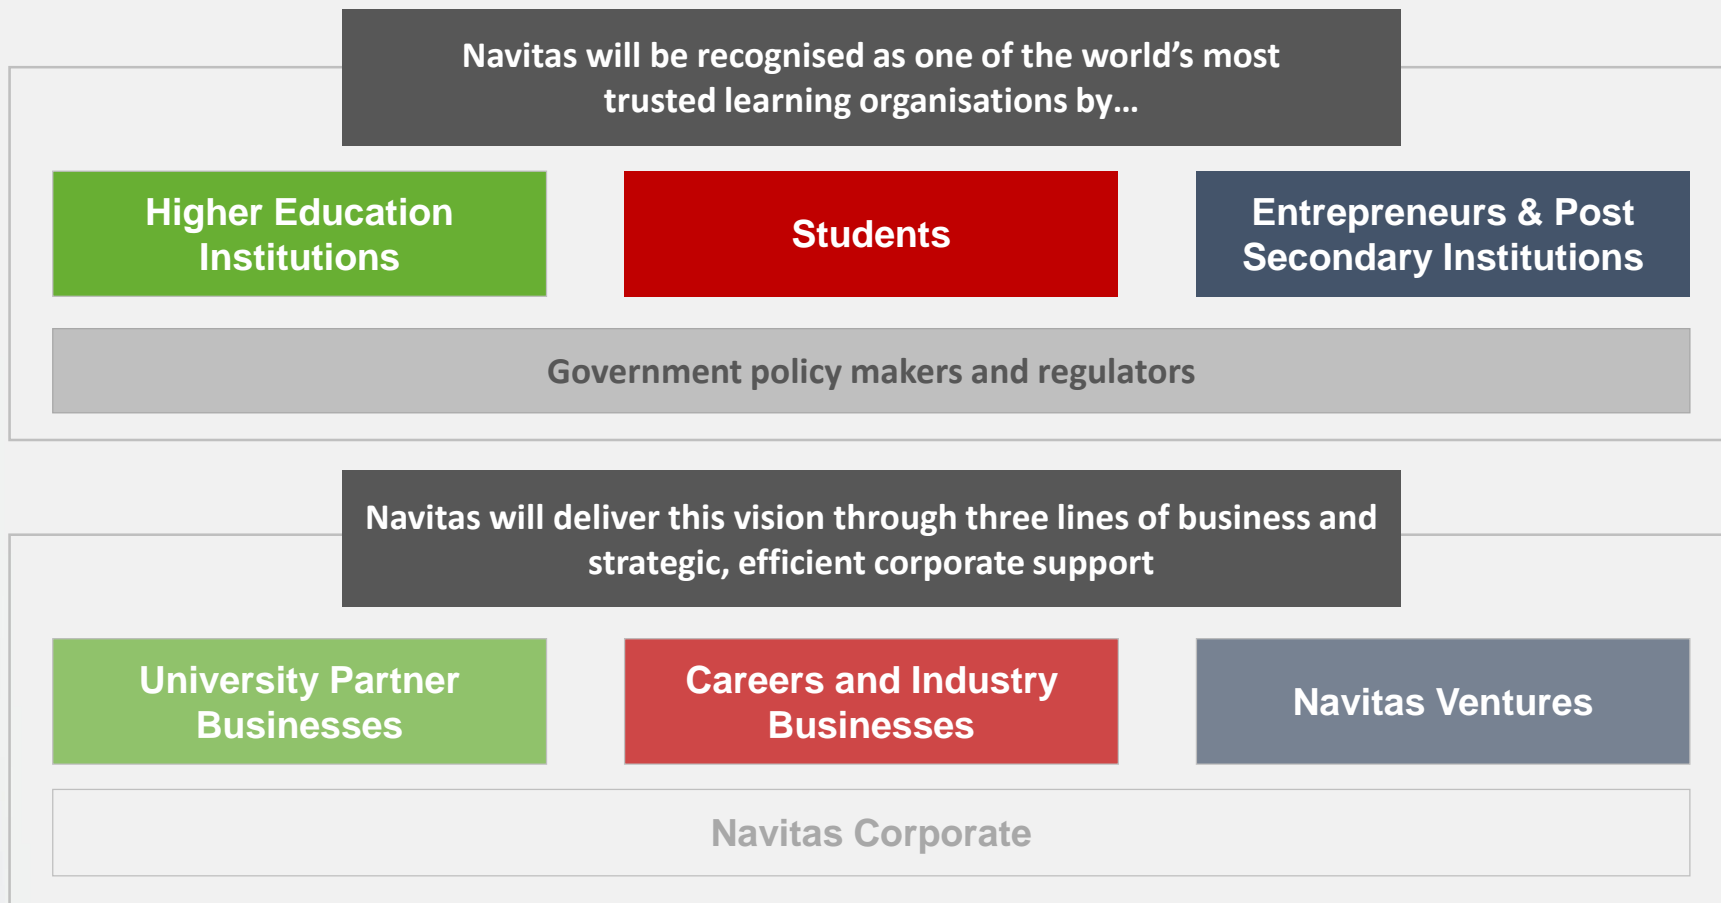 Navitas will be recognised as one of the world’s most
trusted learning organisations by…
Higher Education
Institutions
Students
Entrepreneurs & Post
Secondary Institutions
Government policy makers and regulators
Navitas will deliver this vision through three lines of business and
strategic, efficient corporate support
University Partner
Businesses
Careers and Industry
Businesses
Navitas Ventures
Navitas Corporate